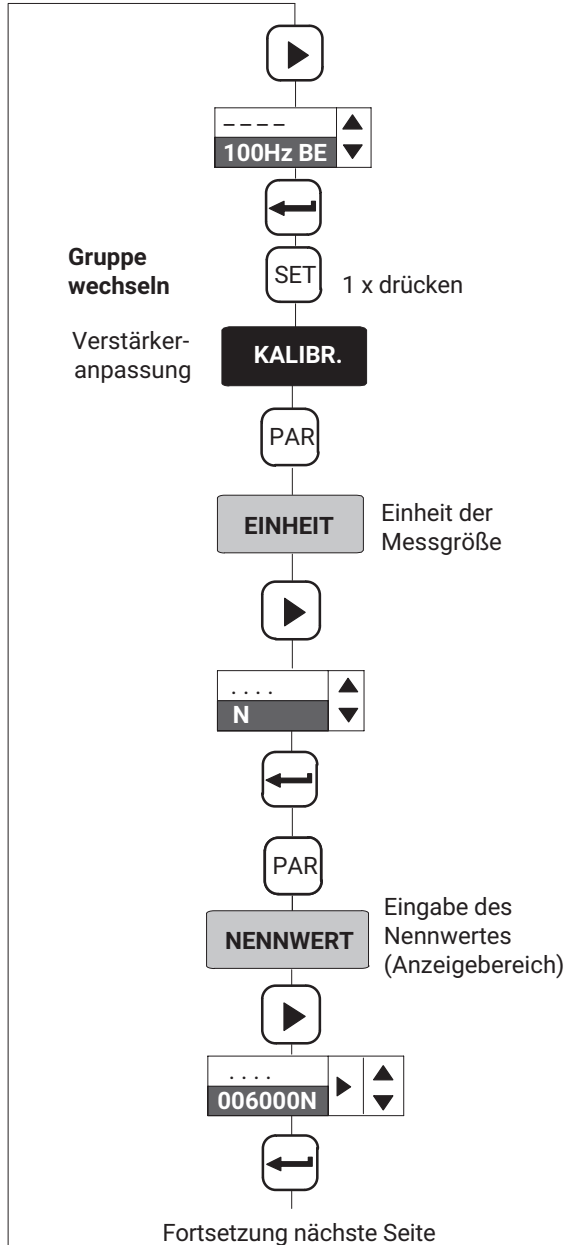 – – – –
100Hz BE
Gruppe
wechseln
SET
1 x drücken
Verstärker-
anpassung
KALIBR.
PAR
EINHEIT
Einheit der
Messgröße
. . . .
N
PAR
NENNWERT
Eingabe des
Nennwertes
(Anzeigebereich)
. . . .
006000N
Fortsetzung nächste Seite